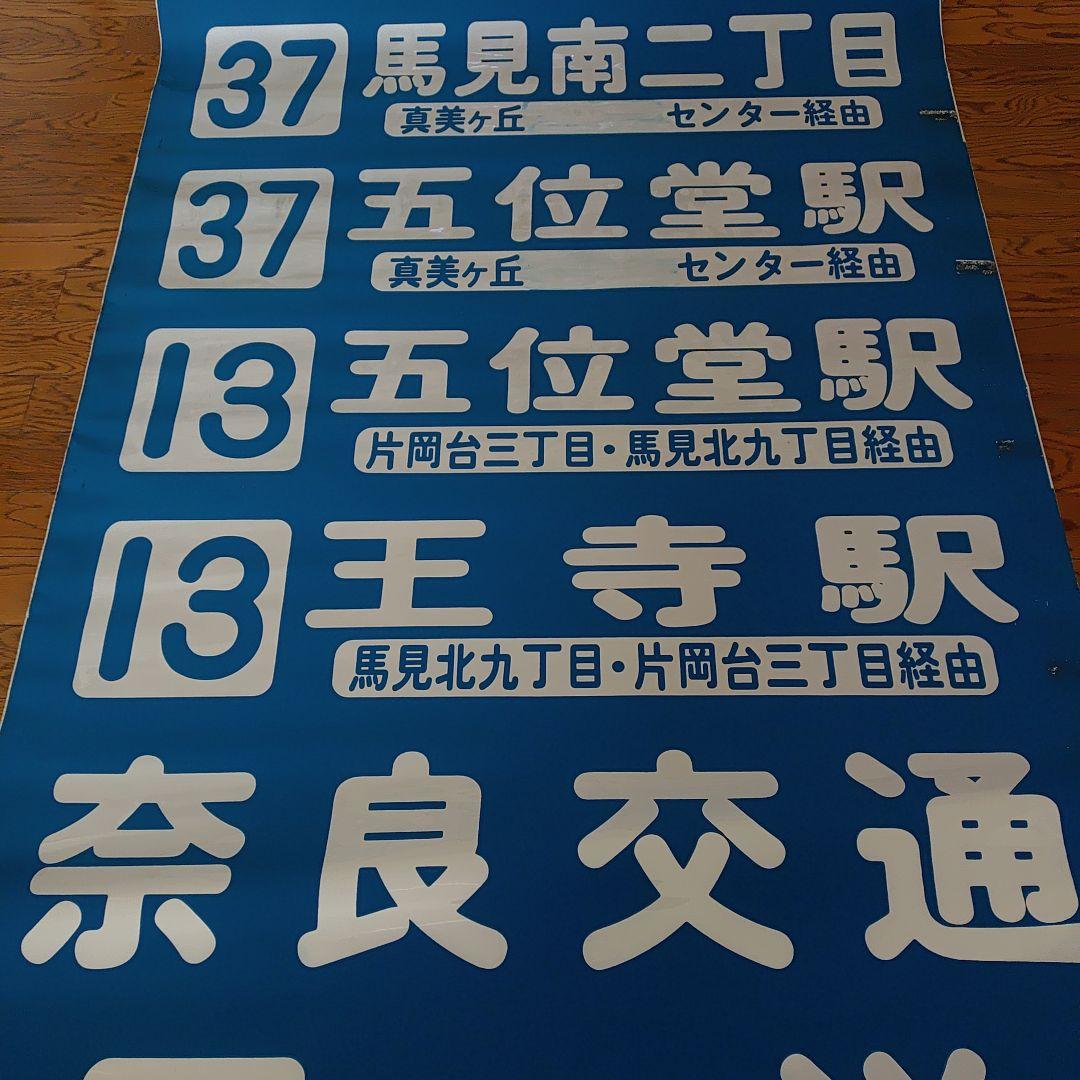 37 馬見南二丁目
真美ヶ丘 センター経由
37 五位堂駅
真美ヶ丘 センター経由
13 五位堂駅
片岡台三丁目・馬見北九丁目経由
13 王寺駅
馬見北九丁目・片岡台三丁目経由
奈良交通